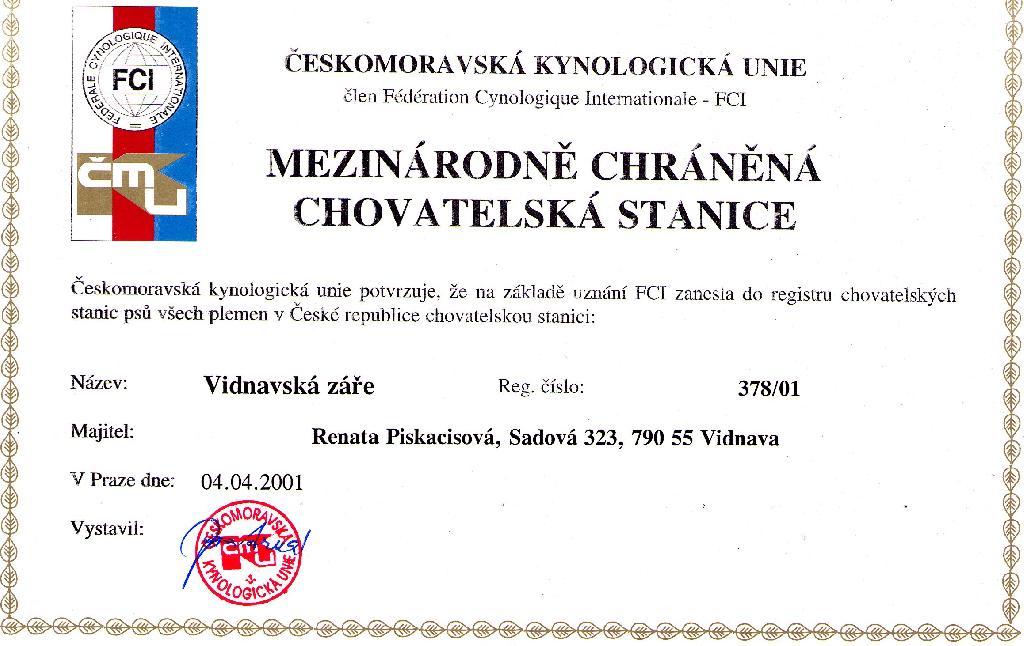 FÉDERALE CYNOLOGIQUE INTERNATIONALE
FCI
čmu
ČESKOMORAVSKÁ KYNOLOGICKÁ UNIE
člen Fédération Cynologique Internationale - FCI
MEZINÁRODNĚ CHRÁNĚNÁ
CHOVATELSKÁ STANICE
Českomoravská kynologická unie potvrzuje, že na základě uznání FCI zanesla do registru chovatelských
stanic psů všech plemen v České republice chovatelskou stanici:
Název: Vidnavská záře Reg. číslo: 378/01
Majitel: Renata Piskacisová, Sadová 323, 790 55 Vidnava
V Praze dne: 04.04.2001
Vystavil:
ČESKOMORAVSKÁ
čmu
KYNOLOGICKÁ UNIE